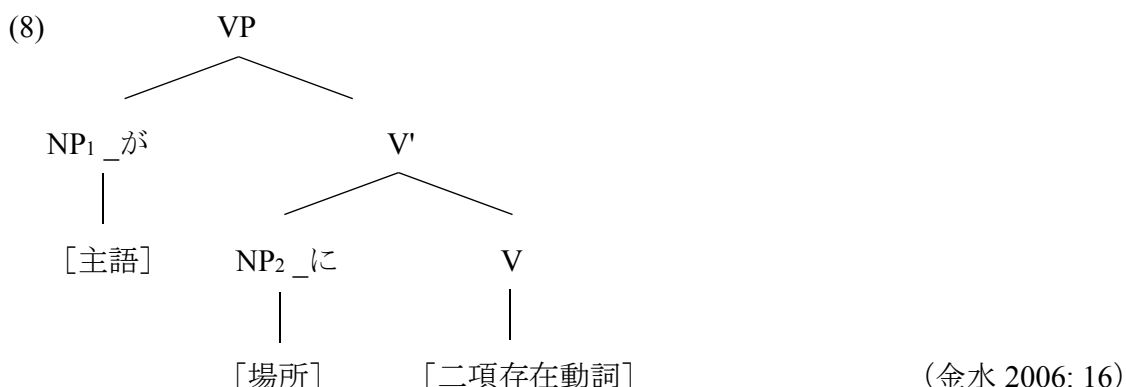 (8) VP
NP1 _が V'
［主語］ NP2 _に V
［場所］ ［二項存在動詞］ （金水 2006: 16）